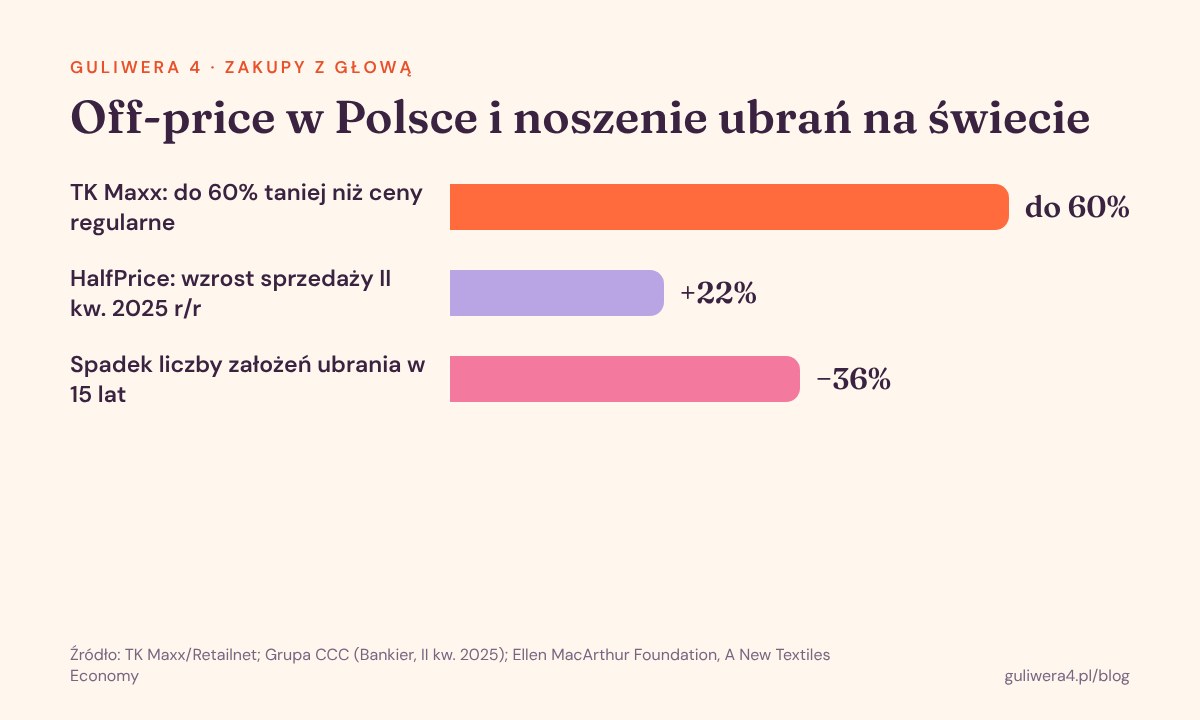 GULIWERA 4 · ZAKUPY Z GŁOWĄ
Off-price w Polsce i noszenie ubrań na świecie
TK Maxx: do 60% taniej niż ceny
regularne
do 60%
HalfPrice: wzrost sprzedaży II
kw. 2025 r/r
+22%
Spadek liczby założeń ubrania w
15 lat
−36%
Źródło: TK Maxx/Retailnet; Grupa CCC (Bankier, II kw. 2025); Ellen MacArthur Foundation, A New Textiles
Economy
guliwera4.pl/blog